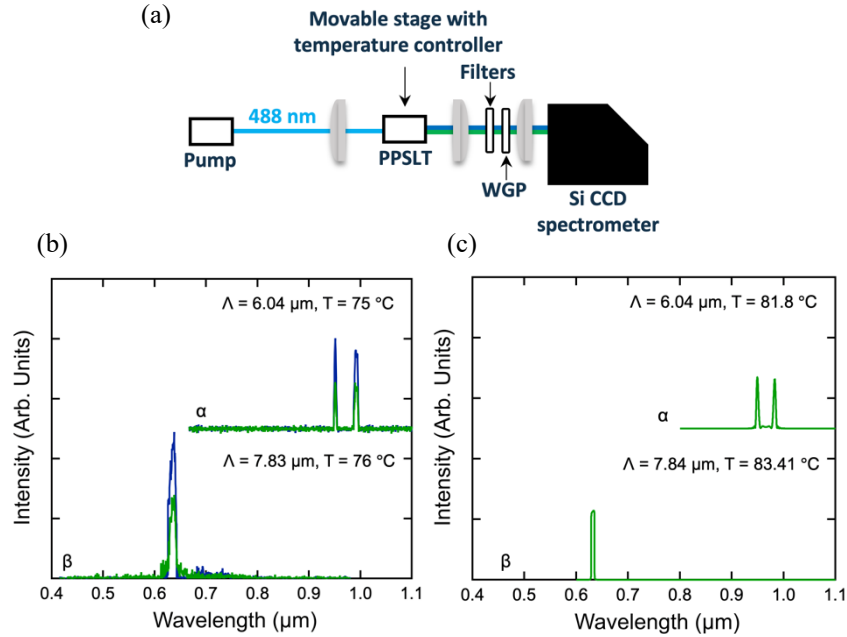 (a)
Movable stage with
temperature controller
Filters
488 nm
Pump
PPSLT
WGP
Si CCD
spectrometer
(b)
(c)
Intensity (Arb. Units)
Λ = 6.04 µm, T = 75 °C
α
Λ = 7.83 µm, T = 76 °C
β
0.4 0.5 0.6 0.7 0.8 0.9 1.0 1.1
Wavelength (µm)
Intensity (Arb. Units)
Λ = 6.04 µm, T = 81.8 °C
α
Λ = 7.84 µm, T = 83.41 °C
β
0.4 0.5 0.6 0.7 0.8 0.9 1.0 1.1
Wavelength (µm)